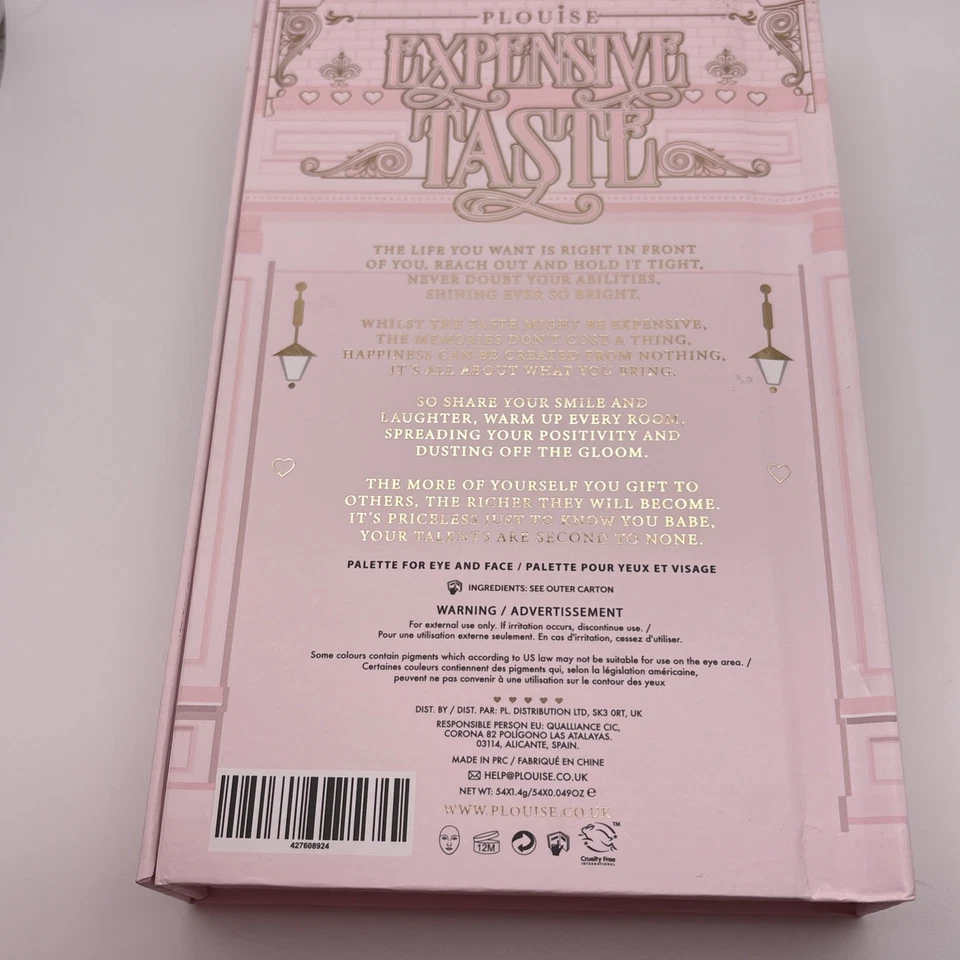 PLOUISE
EXPENSIVE
TASTE
THE LIFE YOU WANT IS RIGHT IN FRONT
OF YOU, REACH OUT AND HOLD IT TIGHT.
NEVER DOUBT YOUR ABILITIES,
SHINING EVER SO BRIGHT.
WHILST THE TASTE MIGHT BE EXPENSIVE,
THE MEMORIES DON'T COST A THING,
HAPPINESS CAN BE CREATED FROM NOTHING,
IT'S ALL ABOUT WHAT YOU BRING.
SO SHARE YOUR SMILE AND
LAUGHTER, WARM UP EVERY ROOM.
SPREADING YOUR POSITIVITY AND
DUSTING OFF THE GLOOM.
THE MORE OF YOURSELF YOU GIFT TO
OTHERS, THE RICHER THEY WILL BECOME.
IT'S PRICELESS JUST TO KNOW YOU BABE,
YOUR TALENTS ARE SECOND TO NONE.
PALETTE FOR EYE AND FACE / PALETTE POUR YEUX ET VISAGE
INGREDIENTS: SEE OUTER CARTON
WARNING / ADVERTISSEMENT
For external use only. If irritation occurs, discontinue use. /
Pour une utilisation externe seulement. En cas d'irritation, cessez d'utiliser.
Some colours contain pigments which according to US law may not be suitable for use on the eye area. /
Certaines couleurs contiennent des pigments qui, selon la législation américaine,
peuvent ne pas convenir à une utilisation sur le contour des yeux
DIST. BY / DIST. PAR: PL DISTRIBUTION LTD, SK3 0RT, UK
RESPONSIBLE PERSON EU: QUALLIANCE CIC,
CORONA 82 POLÍGONO LAS ATALAYAS.
03114, ALICANTE, SPAIN.
MADE IN PRC / FABRIQUÉ EN CHINE
HELP@PLOUISE.CO.UK
NET WT: 54X1.4g/54X0.049OZ e
WWW.PLOUISE.CO.UK
427608924
12M
TM
Cruelty Free
INTERNATIONAL